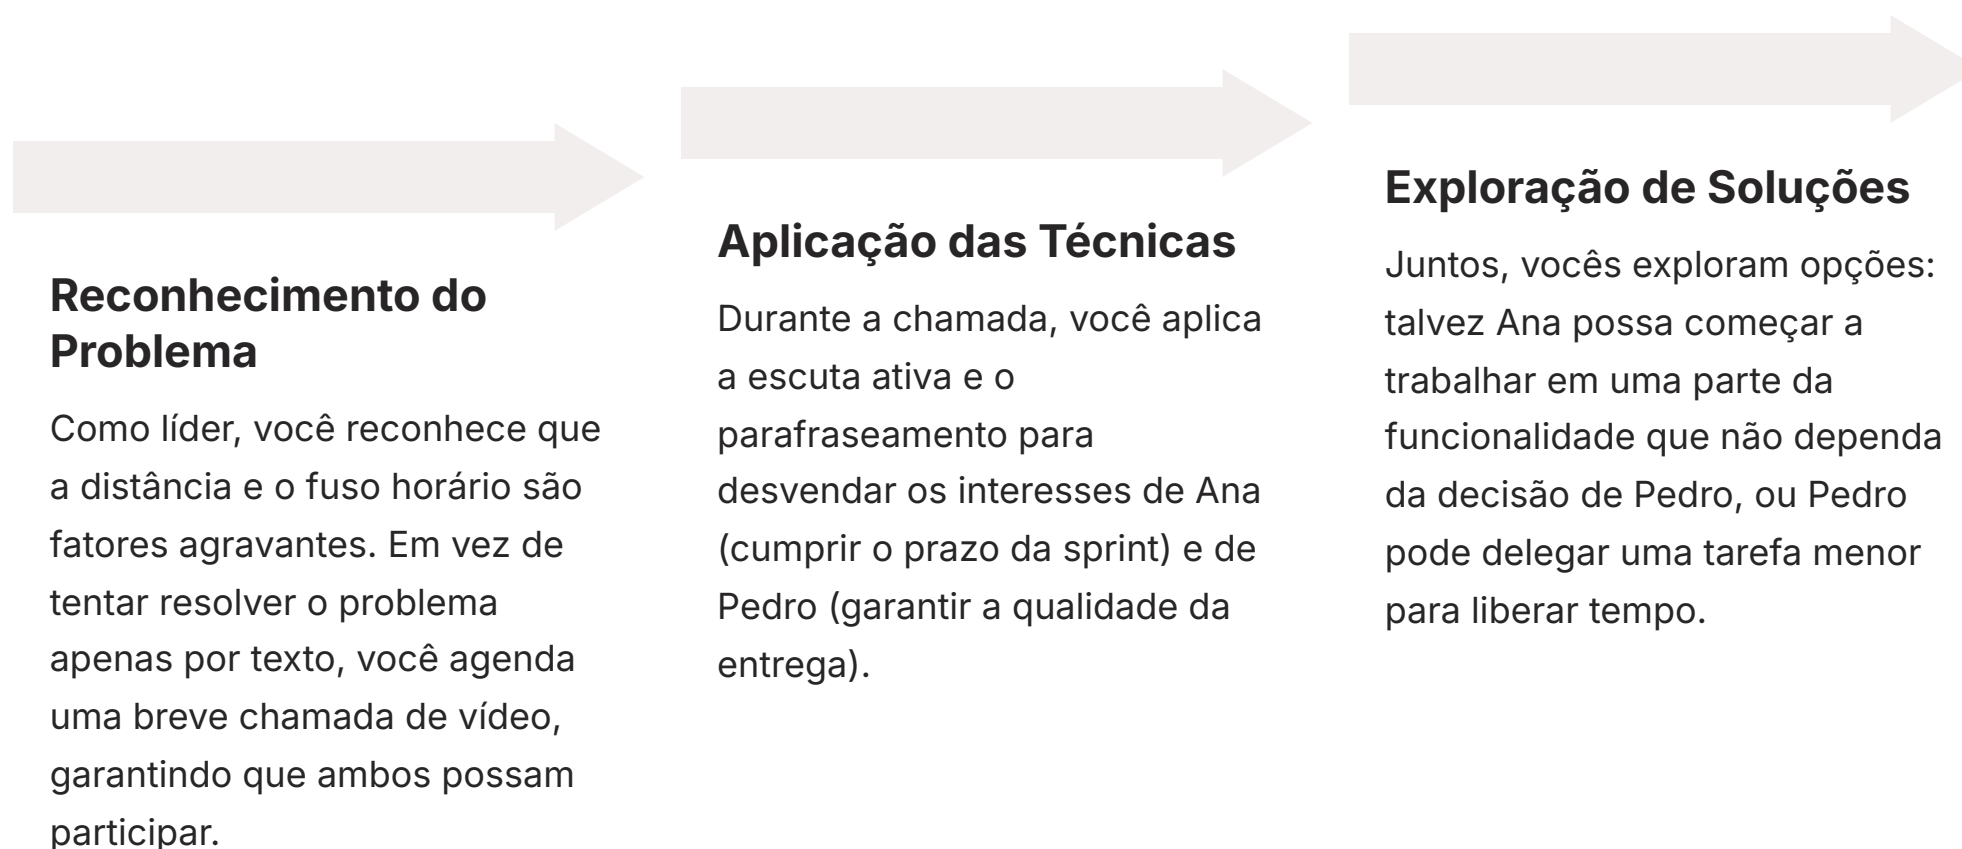 Reconhecimento do
Problema
Como líder, você reconhece que
a distância e o fuso horário são
fatores agravantes. Em vez de
tentar resolver o problema
apenas por texto, você agenda
uma breve chamada de vídeo,
garantindo que ambos possam
participar.
Aplicação das Técnicas
Durante a chamada, você aplica
a escuta ativa e o
parafraseamento para
desvendar os interesses de Ana
(cumprir o prazo da sprint) e de
Pedro (garantir a qualidade da
entrega).
Exploração de Soluções
Juntos, vocês exploram opções:
talvez Ana possa começar a
trabalhar em uma parte da
funcionalidade que não dependa
da decisão de Pedro, ou Pedro
pode delegar uma tarefa menor
para liberar tempo.